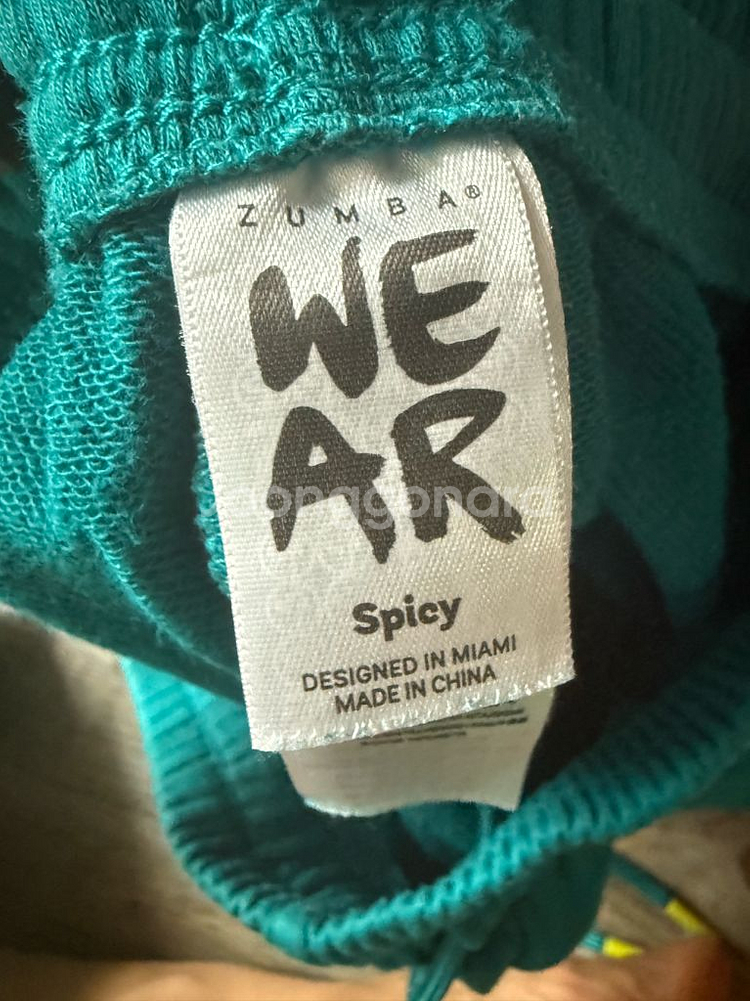 ZUMBA®
WE
AR
Spicy
DESIGNED IN MIAMI
MADE IN CHINA